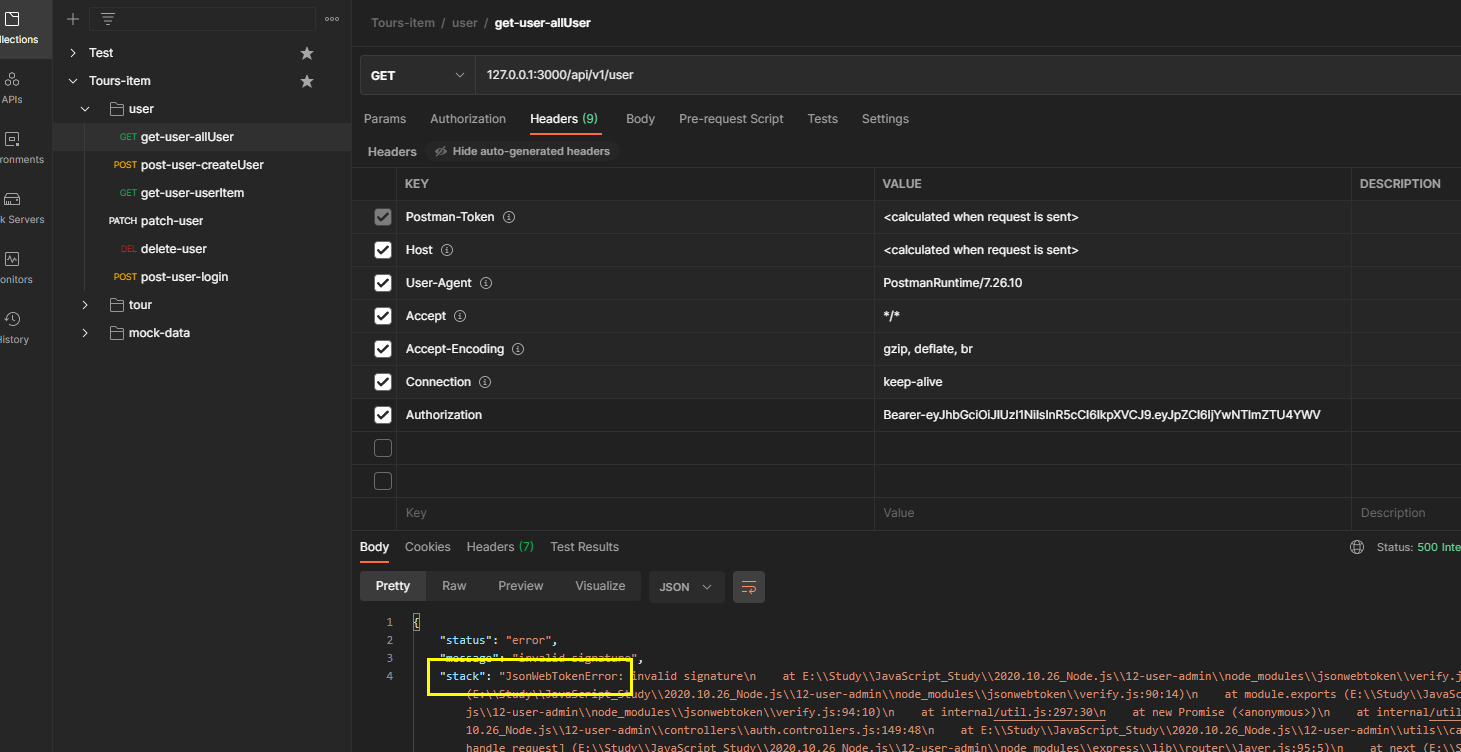 Tours-item / user / get-user-allUser
llections
APIs
ronments
k Servers
onitors
History
Test
Tours-item
user
GET get-user-allUser
POST post-user-createUser
GET get-user-userItem
PATCH patch-user
DEL delete-user
POST post-user-login
tour
mock-data
GET 127.0.0.1:3000/api/v1/user
Params Authorization Headers (9) Body Pre-request Script Tests Settings
Headers Hide auto-generated headers
KEY VALUE DESCRIPTION
Postman-Token <calculated when request is sent>
Host <calculated when request is sent>
User-Agent PostmanRuntime/7.26.10
Accept */*
Accept-Encoding gzip, deflate, br
Connection keep-alive
Authorization Bearer-eyJhbGciOiJIUzI1NiIsInR5cCI6IkpXVCJ9.eyJpZCI6IjYwNTImZTU4YWV
Key Value Description
Body Cookies Headers (7) Test Results Status: 500 Inte
Pretty Raw Preview Visualize JSON
1 {
2 "status": "error",
3 "message": "invalid signature",
4 "stack": "JsonWebTokenError: invalid signature\n    at E:\\Study\\JavaScript_Study\\2020.10.26_Node.js\\12-user-admin\\node_modules\\jsonwebtoken\\verify.j
(E:\\Study\\JavaScript_Study\\2020.10.26_Node.js\\12-user-admin\\node_modules\\jsonwebtoken\\verify.js:90:14)\n    at module.exports (E:\\Study\\JavaSc
js\\12-user-admin\\node_modules\\jsonwebtoken\\verify.js:94:10)\n    at internal/util.js:297:30\n    at new Promise (<anonymous>)\n    at internal/util
10.26_Node.js\\12-user-admin\\controllers\\auth.controllers.js:149:48\n    at E:\\Study\\JavaScript_Study\\2020.10.26_Node.js\\12-user-admin\\utils\\ca
handle request] (E:\\Study\\JavaScript_Study\\2020.10.26_Node.js\\12-user-admin\\node_modules\\express\\lib\\router\\layer.js:95:5)\n    at next (E:\\S